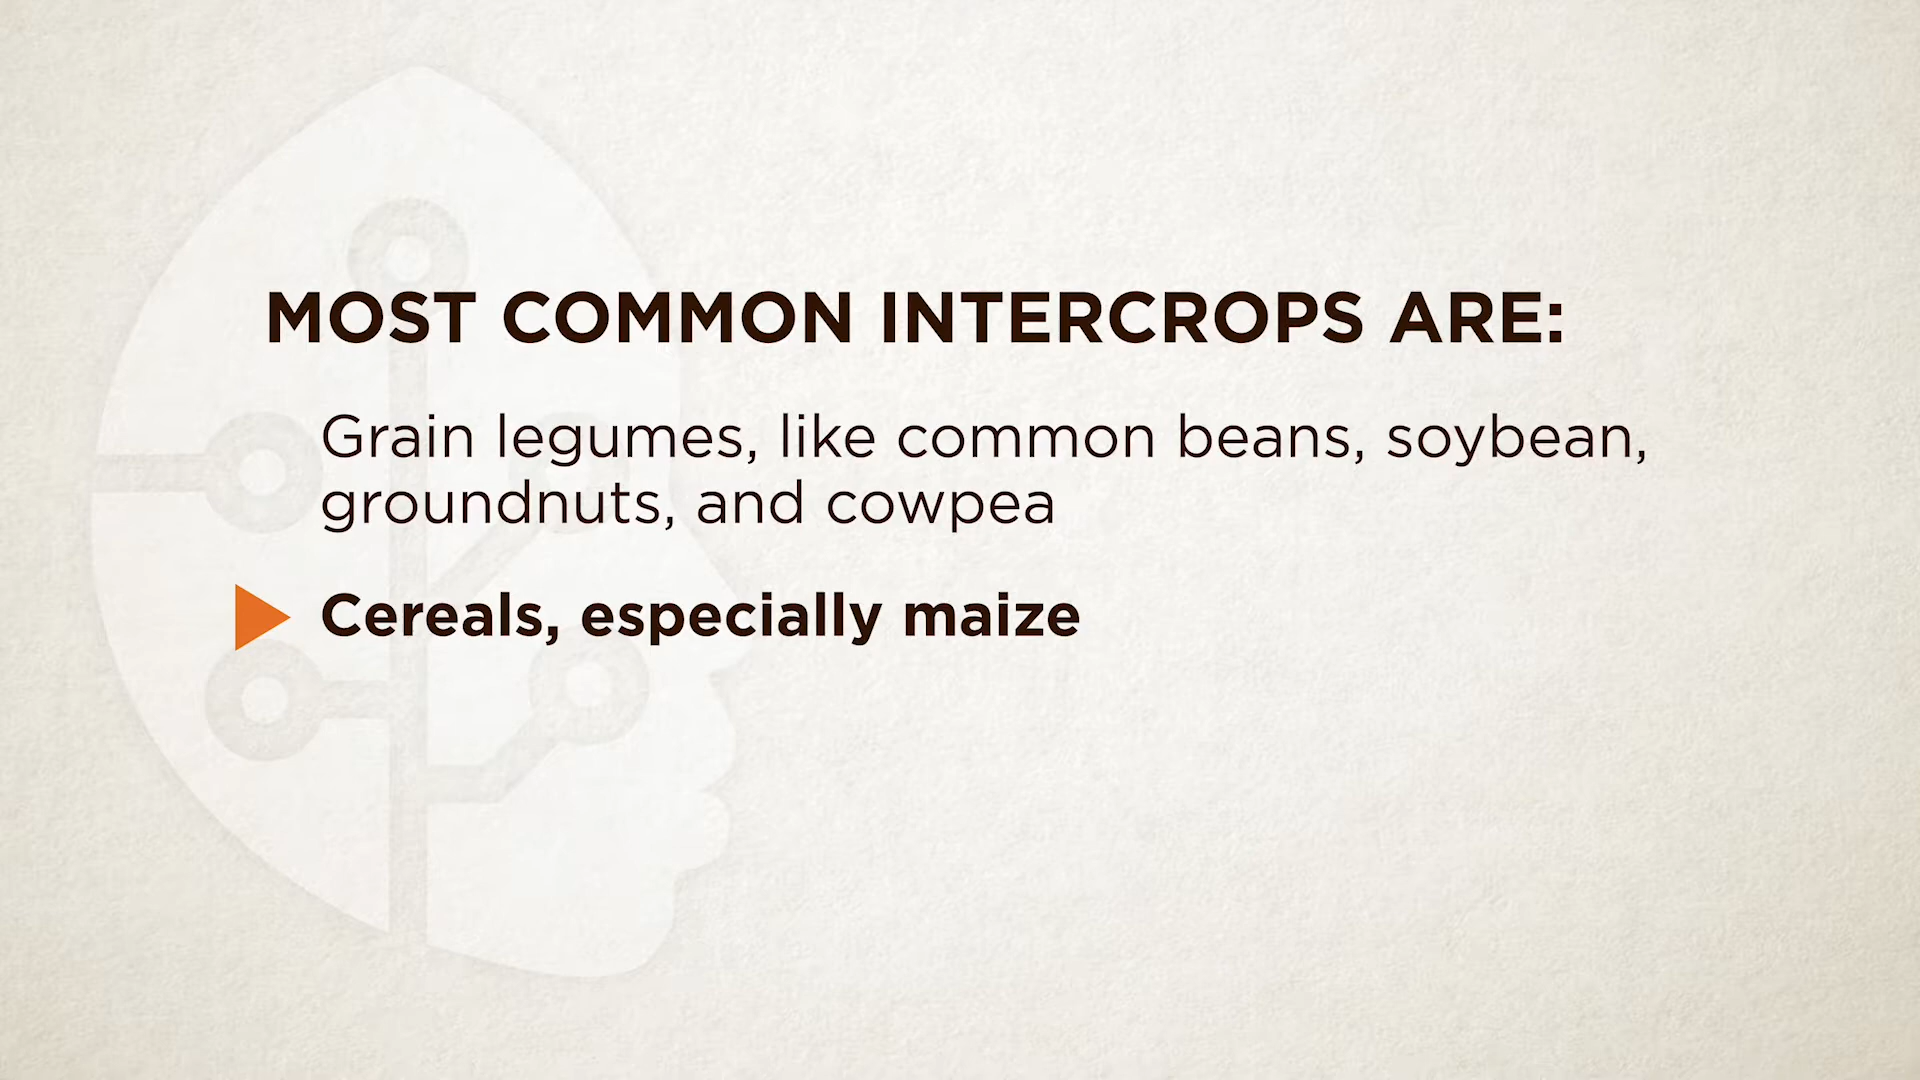 MOST COMMON INTERCROPS ARE:
Grain legumes, like common beans, soybean,
groundnuts, and cowpea
Cereals, especially maize